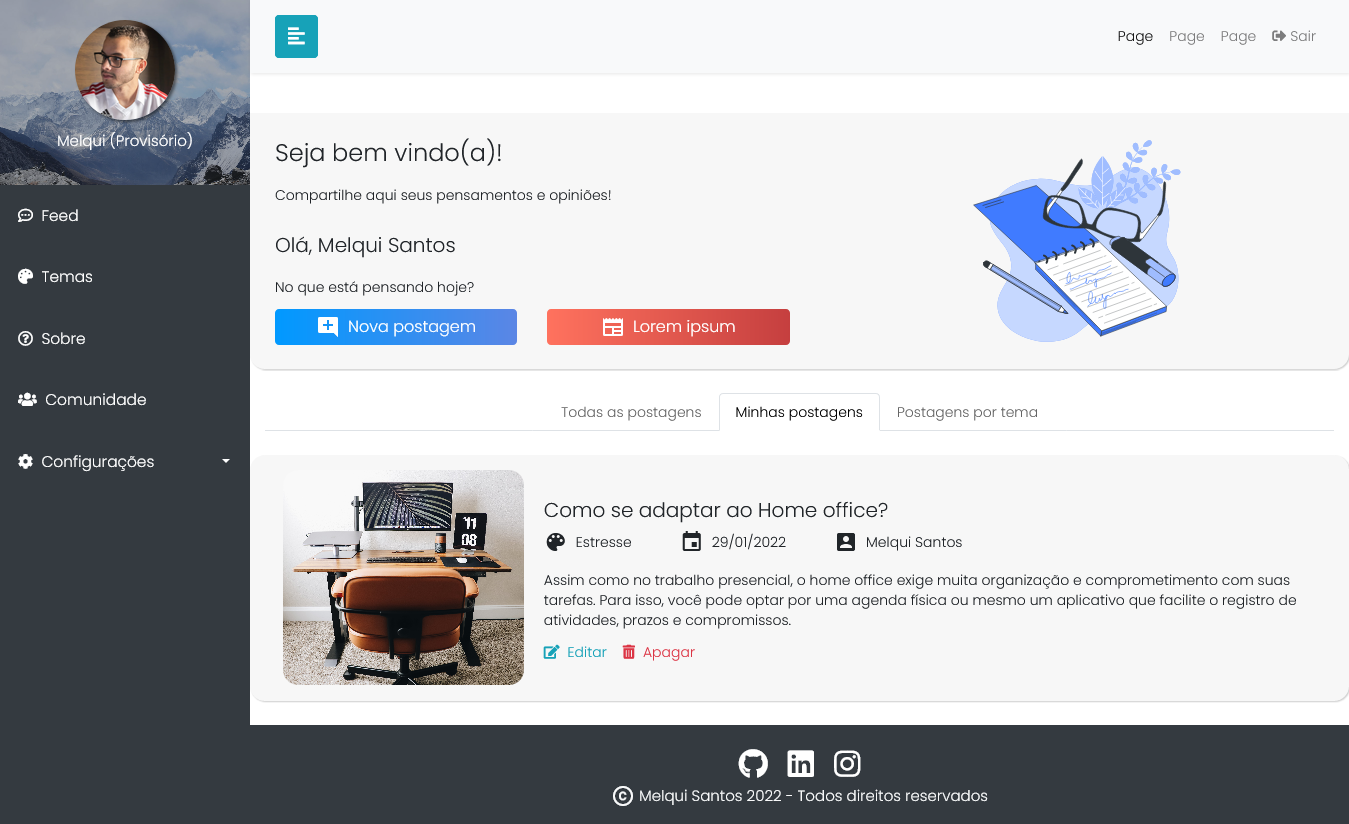 Melqui (Provisório)
Feed
Temas
Sobre
Comunidade
Configurações
Page Page Page Sair
Seja bem vindo(a)!
Compartilhe aqui seus pensamentos e opiniões!
Olá, Melqui Santos
No que está pensando hoje?
Nova postagem Lorem ipsum
Todas as postagens Minhas postagens Postagens por tema
11
08
Como se adaptar ao Home office?
Estresse 29/01/2022 Melqui Santos
Assim como no trabalho presencial, o home office exige muita organização e comprometimento com suas
tarefas. Para isso, você pode optar por uma agenda física ou mesmo um aplicativo que facilite o registro de
atividades, prazos e compromissos.
Editar Apagar
© Melqui Santos 2022 - Todos direitos reservados